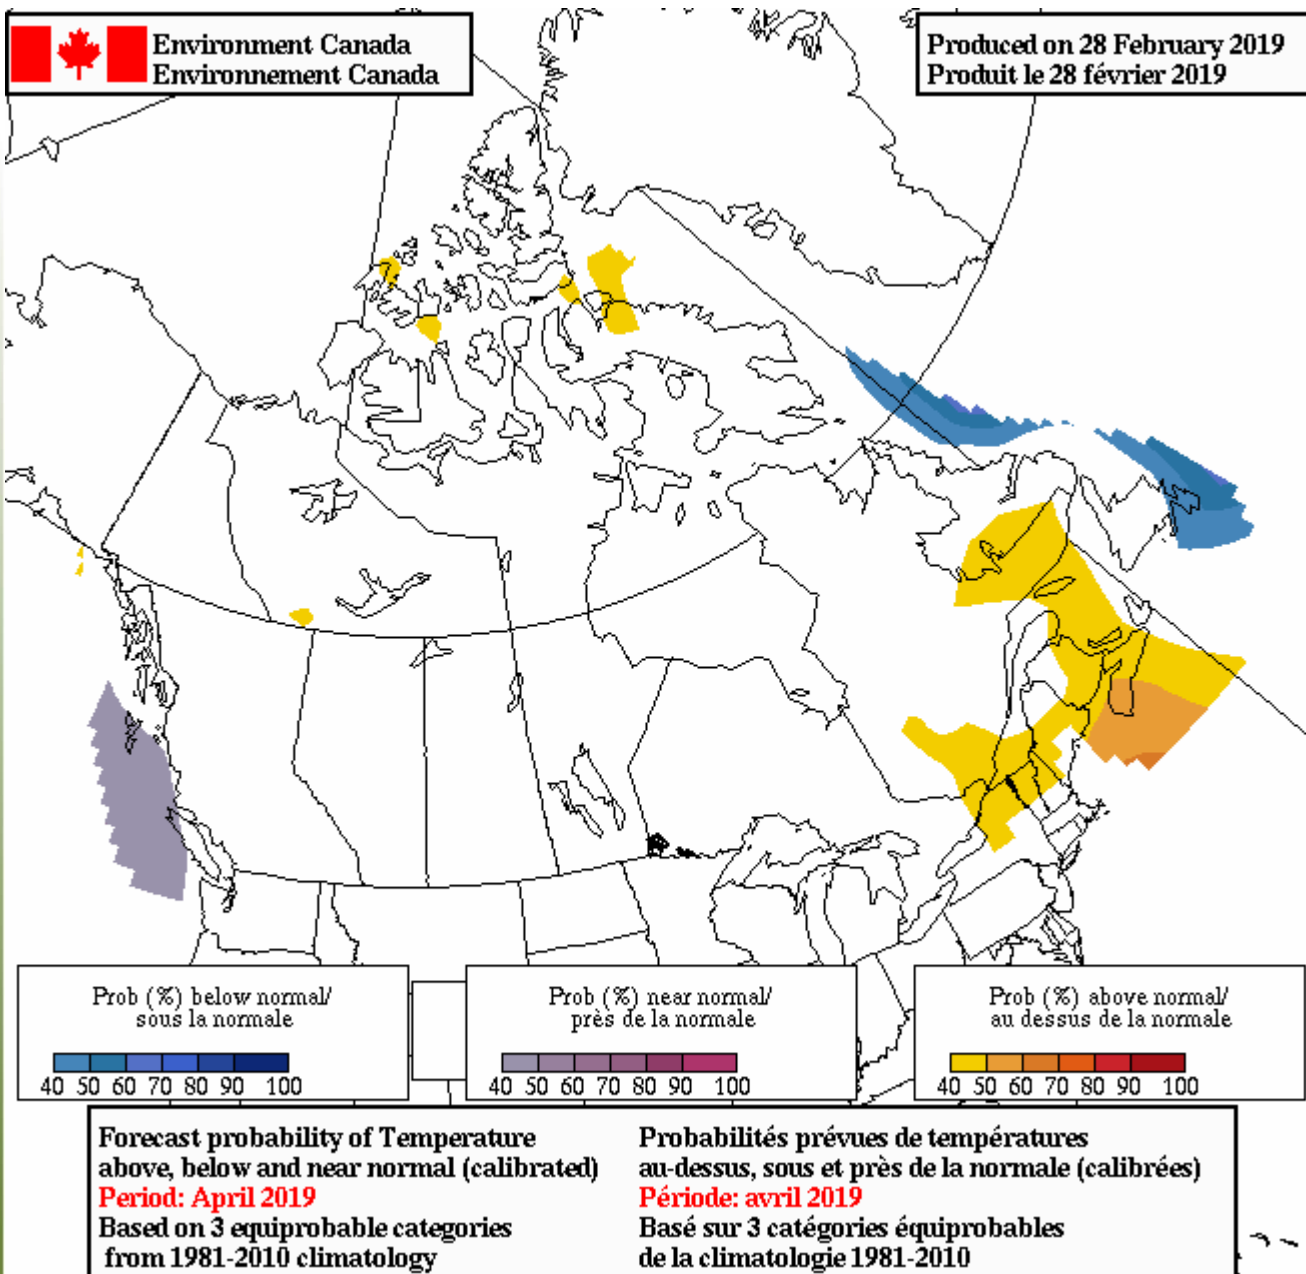 Environment Canada
Environnement Canada
Produced on 28 February 2019
Produit le 28 février 2019
Prob (%) below normal/
sous la normale
40 50 60 70 80 90 100
Prob (%) near normal/
près de la normale
40 50 60 70 80 90 100
Prob (%) above normal/
au dessus de la normale
40 50 60 70 80 90 100
Forecast probability of Temperature
above, below and near normal (calibrated)
Period: April 2019
Based on 3 equiprobable categories
from 1981-2010 climatology
Probabilités prévues de températures
au-dessus, sous et près de la normale (calibrées)
Période: avril 2019
Basé sur 3 catégories équiprobables
de la climatologie 1981-2010